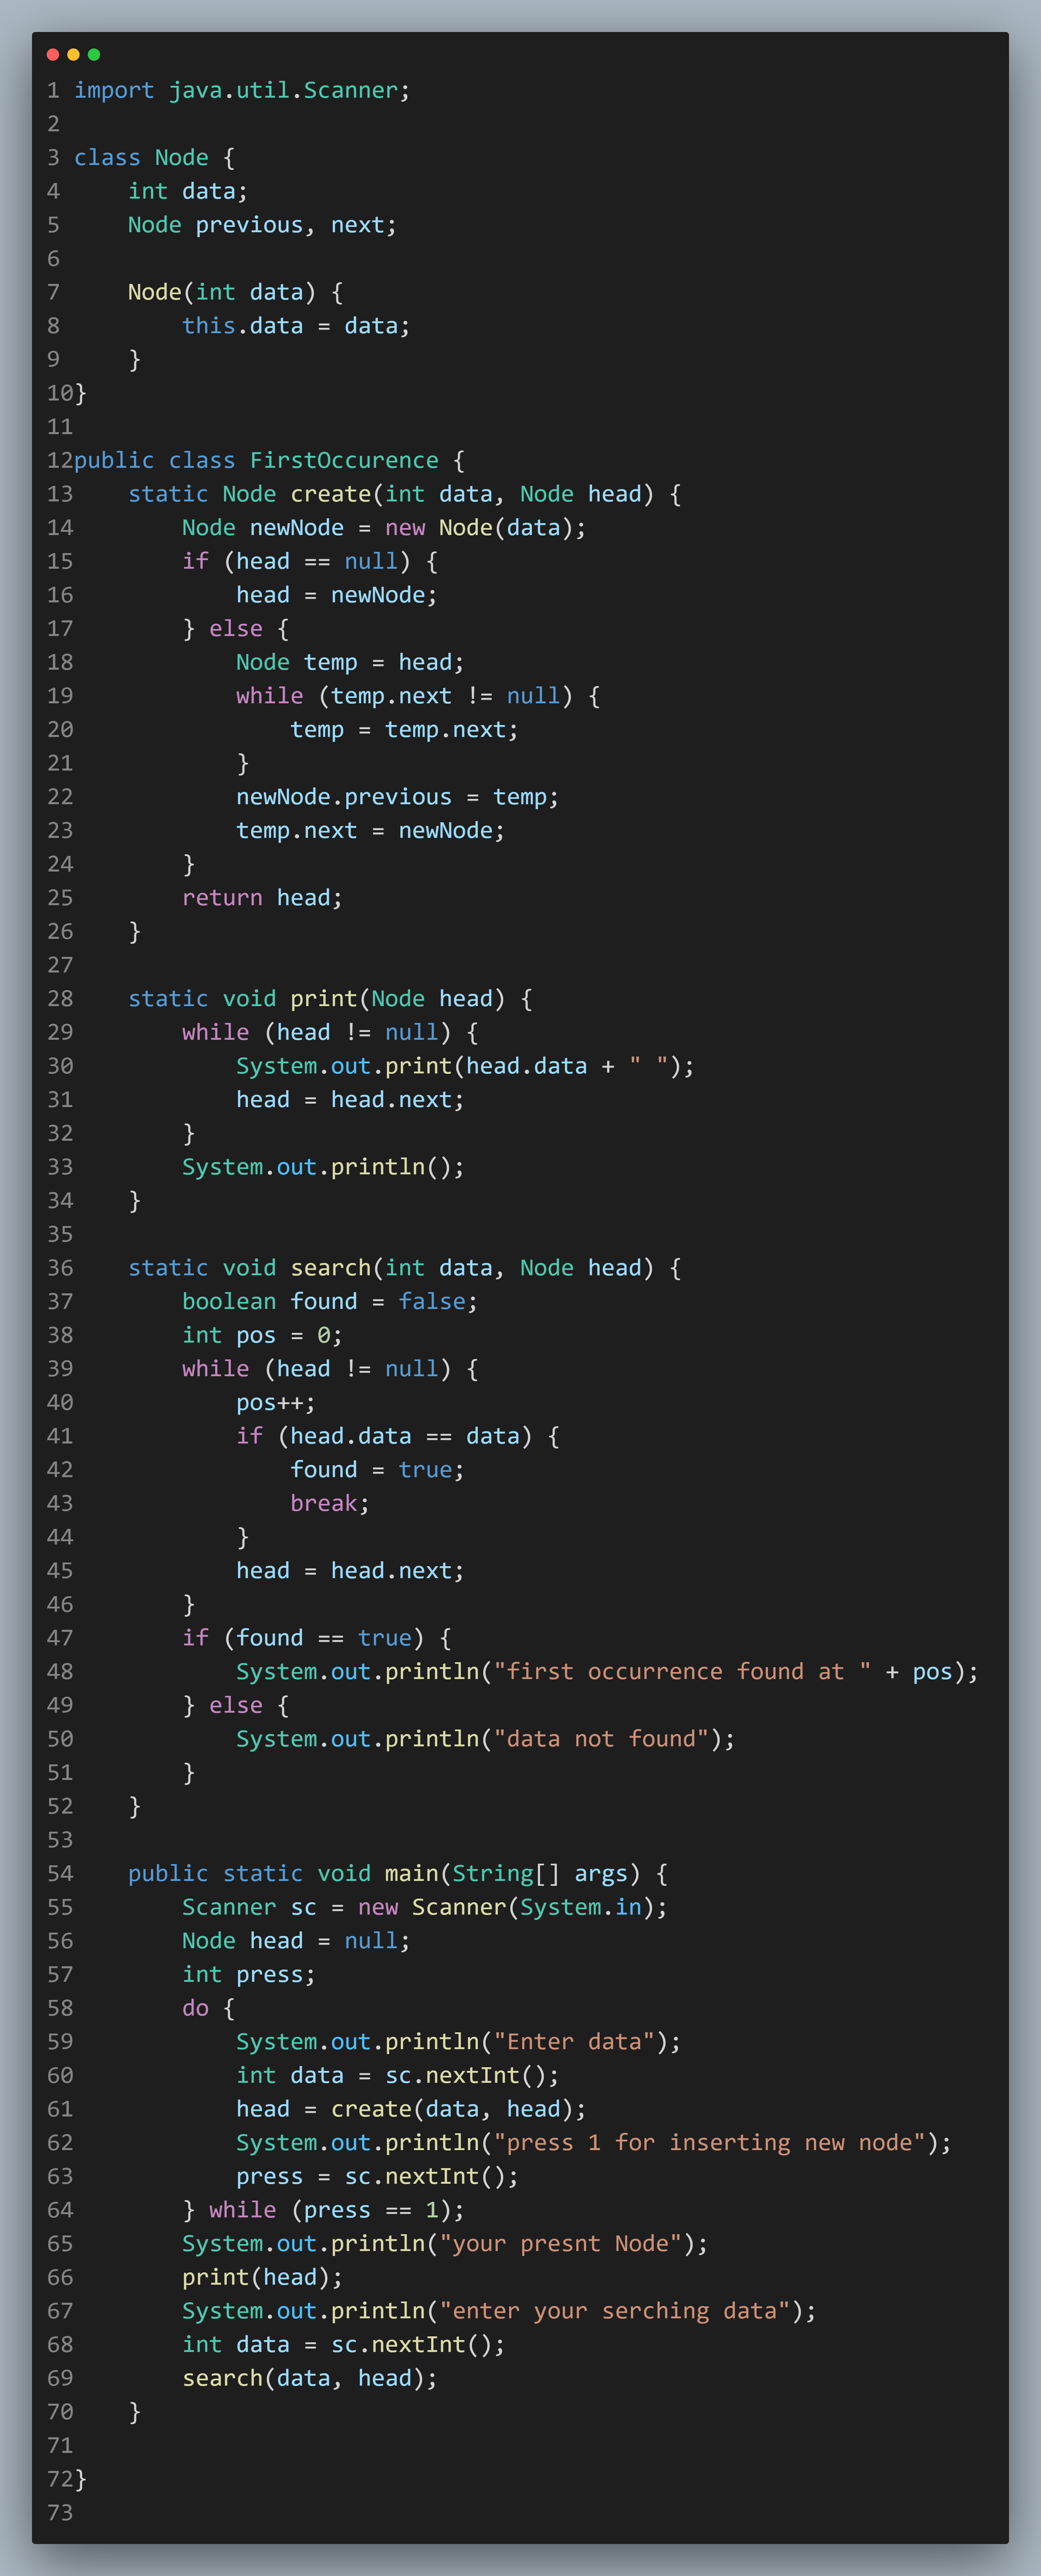 1 import java.util.Scanner;
2
3 class Node {
4     int data;
5     Node previous, next;
6
7     Node(int data) {
8         this.data = data;
9     }
10}
11
12public class FirstOccurence {
13    static Node create(int data, Node head) {
14        Node newNode = new Node(data);
15        if (head == null) {
16            head = newNode;
17        } else {
18            Node temp = head;
19            while (temp.next != null) {
20                temp = temp.next;
21            }
22            newNode.previous = temp;
23            temp.next = newNode;
24        }
25        return head;
26    }
27
28    static void print(Node head) {
29        while (head != null) {
30            System.out.print(head.data + " ");
31            head = head.next;
32        }
33        System.out.println();
34    }
35
36    static void search(int data, Node head) {
37        boolean found = false;
38        int pos = 0;
39        while (head != null) {
40            pos++;
41            if (head.data == data) {
42                found = true;
43                break;
44            }
45            head = head.next;
46        }
47        if (found == true) {
48            System.out.println("first occurrence found at " + pos);
49        } else {
50            System.out.println("data not found");
51        }
52    }
53
54    public static void main(String[] args) {
55        Scanner sc = new Scanner(System.in);
56        Node head = null;
57        int press;
58        do {
59            System.out.println("Enter data");
60            int data = sc.nextInt();
61            head = create(data, head);
62            System.out.println("press 1 for inserting new node");
63            press = sc.nextInt();
64        } while (press == 1);
65        System.out.println("your presnt Node");
66        print(head);
67        System.out.println("enter your serching data");
68        int data = sc.nextInt();
69        search(data, head);
70    }
71
72}
73